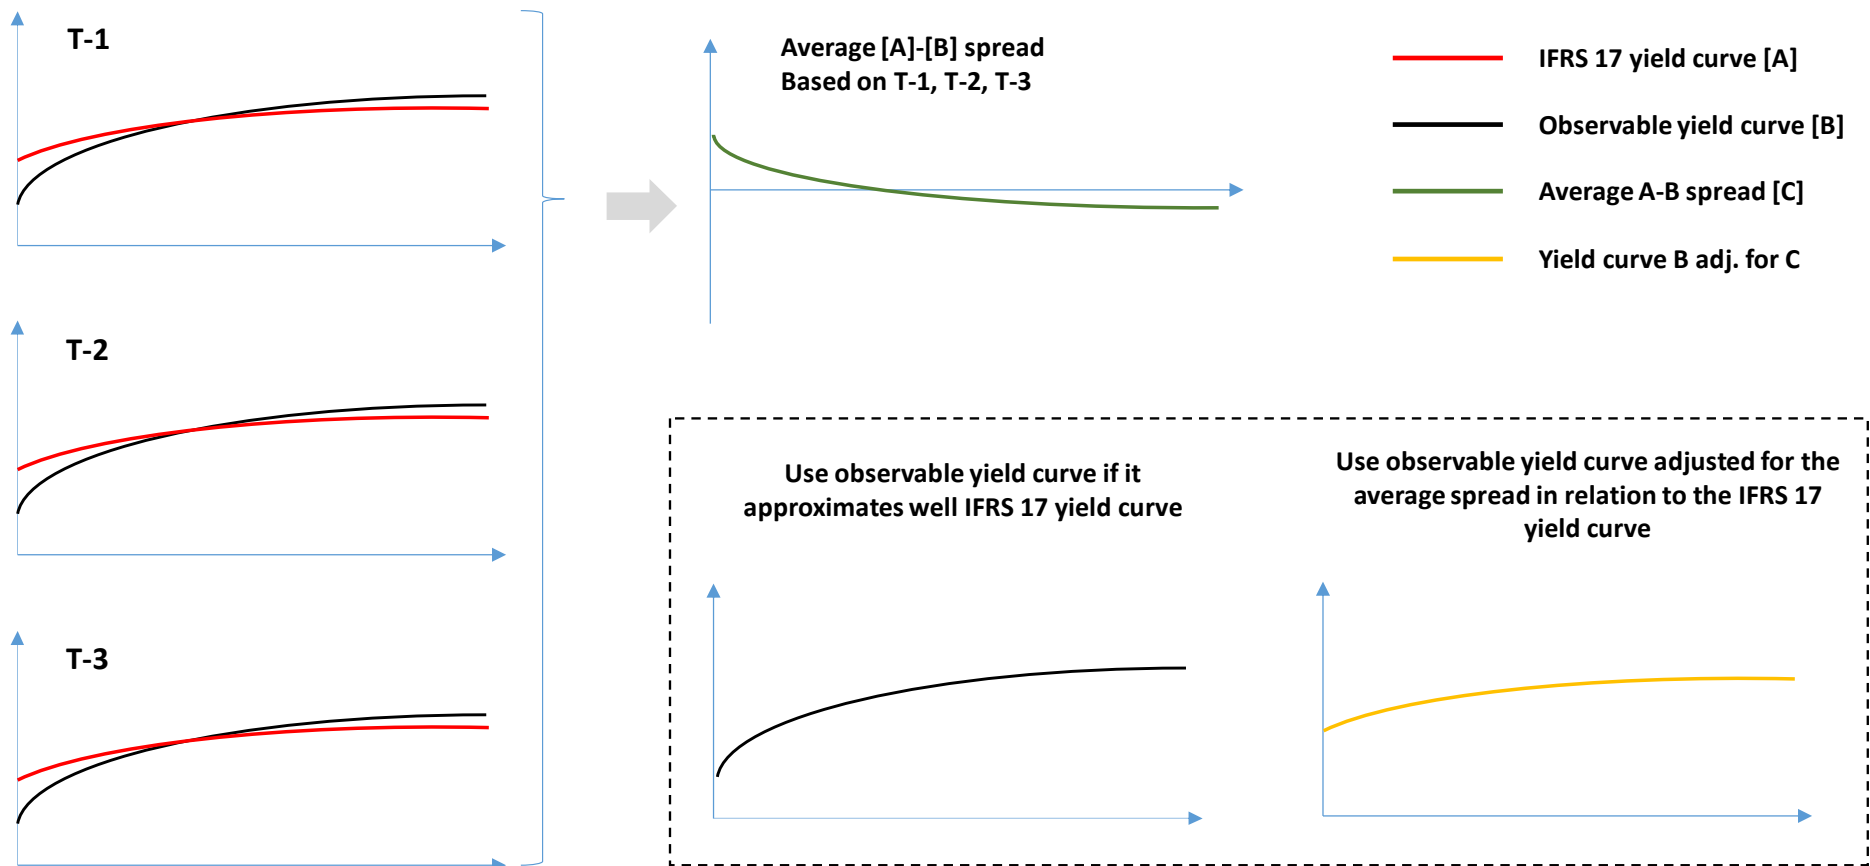 T-1
T-2
T-3
Average [A]-[B] spread
Based on T-1, T-2, T-3
IFRS 17 yield curve [A]
Observable yield curve [B]
Average A-B spread [C]
Yield curve B adj. for C
Use observable yield curve if it
approximates well IFRS 17 yield curve
Use observable yield curve adjusted for the
average spread in relation to the IFRS 17
yield curve